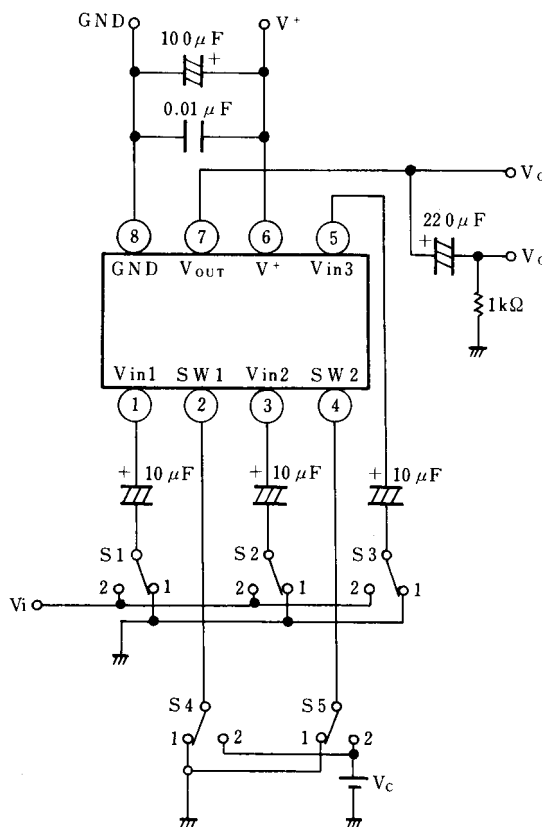 GND V⁺
100μF
+
0.01μF
8 7 6 5
GND VOUT V⁺ Vin3
Vo
220μF
+
Vo
1kΩ
Vin1 SW1 Vin2 SW2
1 2 3 4
+ 10μF + 10μF + 10μF
S1 S2 S3
2 1 2 1 2 1
Vi
S4 S5
1 2 1 2
Vc